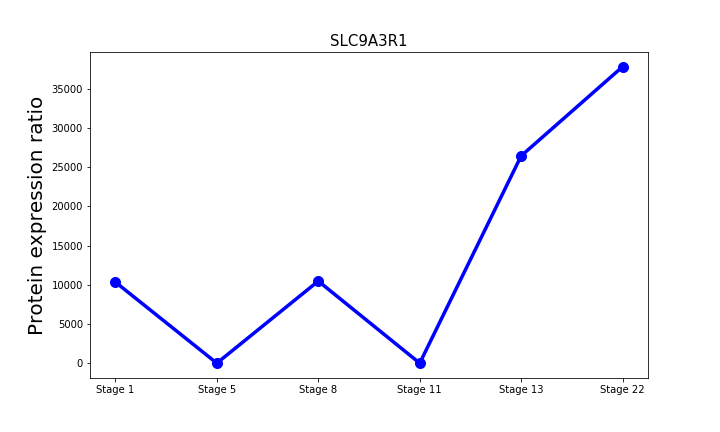 SLC9A3R1
Protein expression ratio
35000
30000
25000
20000
15000
10000
5000
0
Stage 1
Stage 5
Stage 8
Stage 11
Stage 13
Stage 22